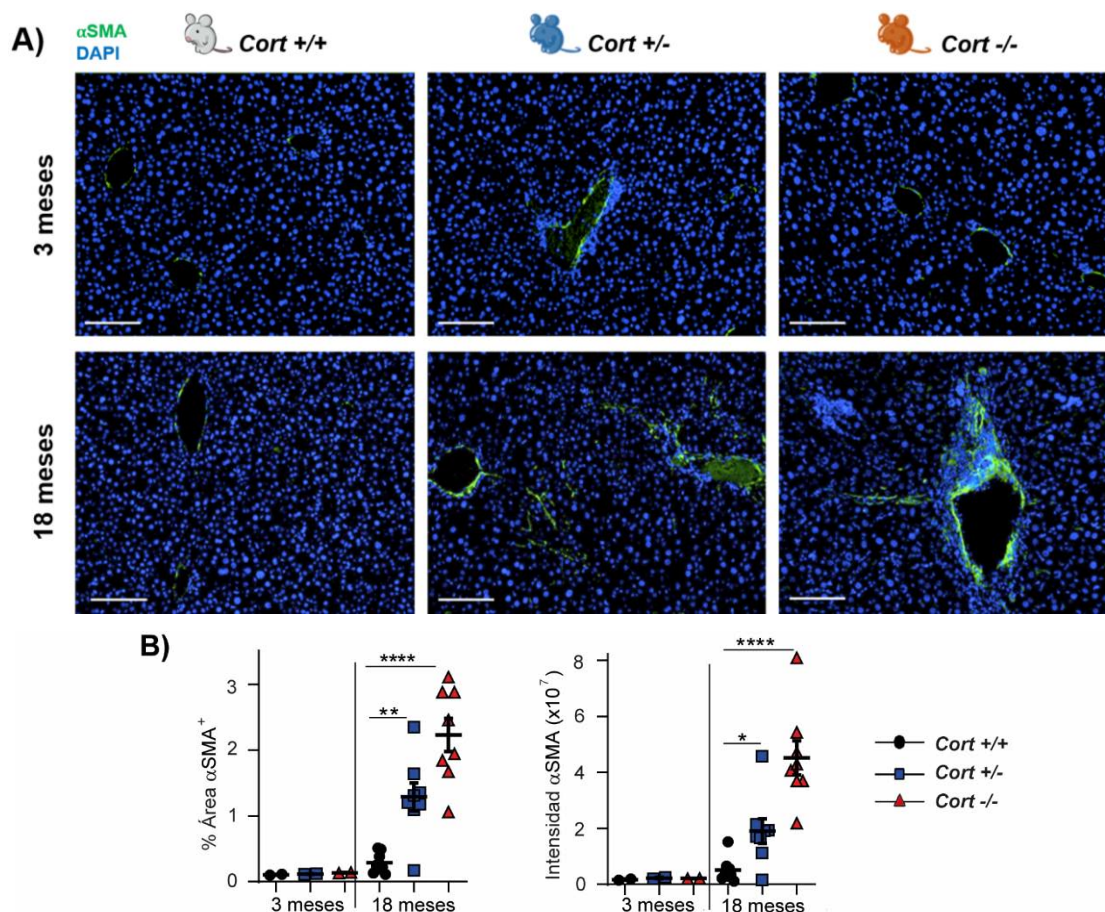 A)
αSMA
DAPI
Cort +/+
Cort +/-
Cort -/-
3 meses
18 meses
B)
% Área αSMA⁺
3
2
1
0
****
**
3 meses
18 meses
Intensidad αSMA (x10⁷)
8
6
4
2
0
****
*
3 meses
18 meses
Cort +/+
Cort +/-
Cort -/-